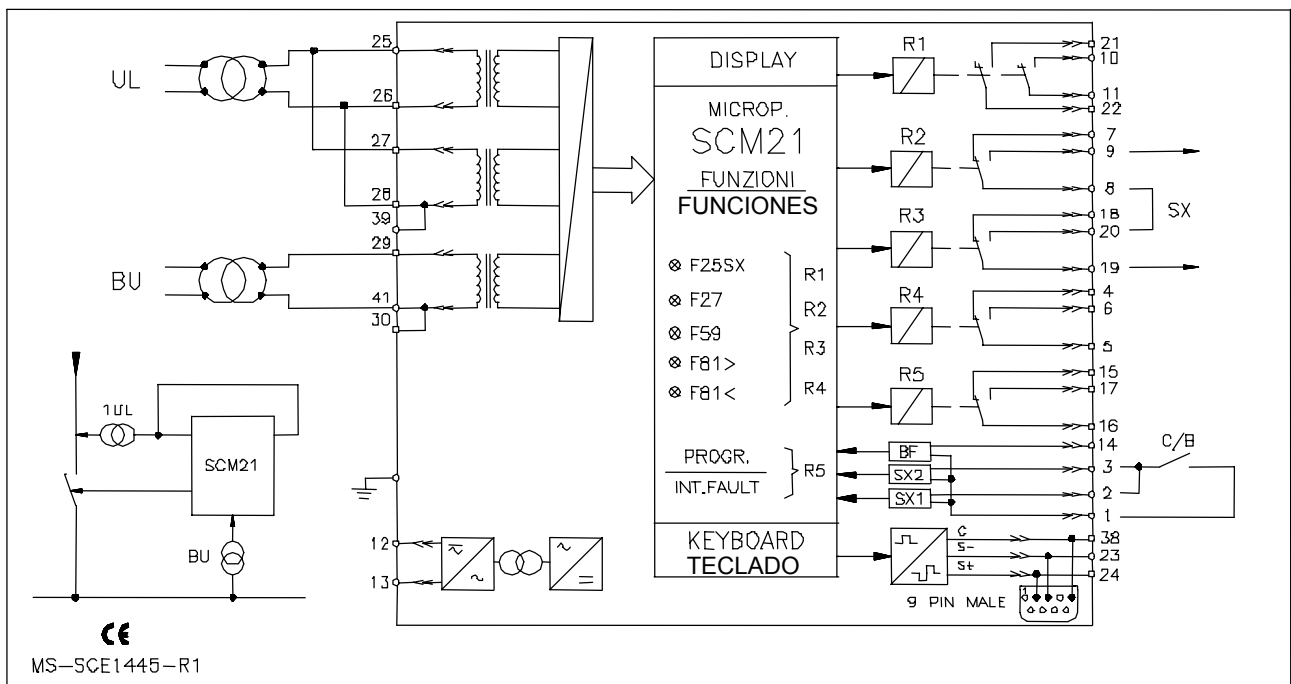 UL
BU
25
26
27
28
39
29
41
30
12
13
DISPLAY
MICROP.
SCM21
FUNZIONI
FUNCIONES
F25SX
F27
F59
F81>
F81<
R1
R2
R3
R4
PROGR.
INT.FAULT
R5
KEYBOARD
TECLADO
R1
R2
R3
R4
R5
BF
SX2
SX1
C
S-
S+
21
10
11
22
7
9
8
18
20
19
4
6
5
15
17
16
14
3
2
1
38
23
24
SX
C/B
1
9 PIN MALE
1UL
SCM21
BU
CE
MS-SCE1445-R1